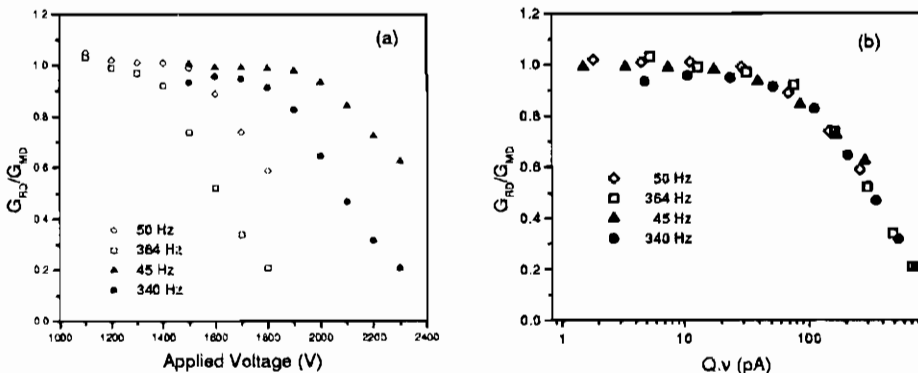 (a)
1.2
1.0
0.8
0.6
0.4
0.2
0.0
G_RD/G_MD
50 Hz
364 Hz
45 Hz
340 Hz
1000 1200 1400 1600 1800 2000 2200 2400
Applied Voltage (V)
(b)
1.2
1.0
0.8
0.6
0.4
0.2
0.0
G_RD/G_MD
50 Hz
364 Hz
45 Hz
340 Hz
1 10 100
Q.ν (pA)